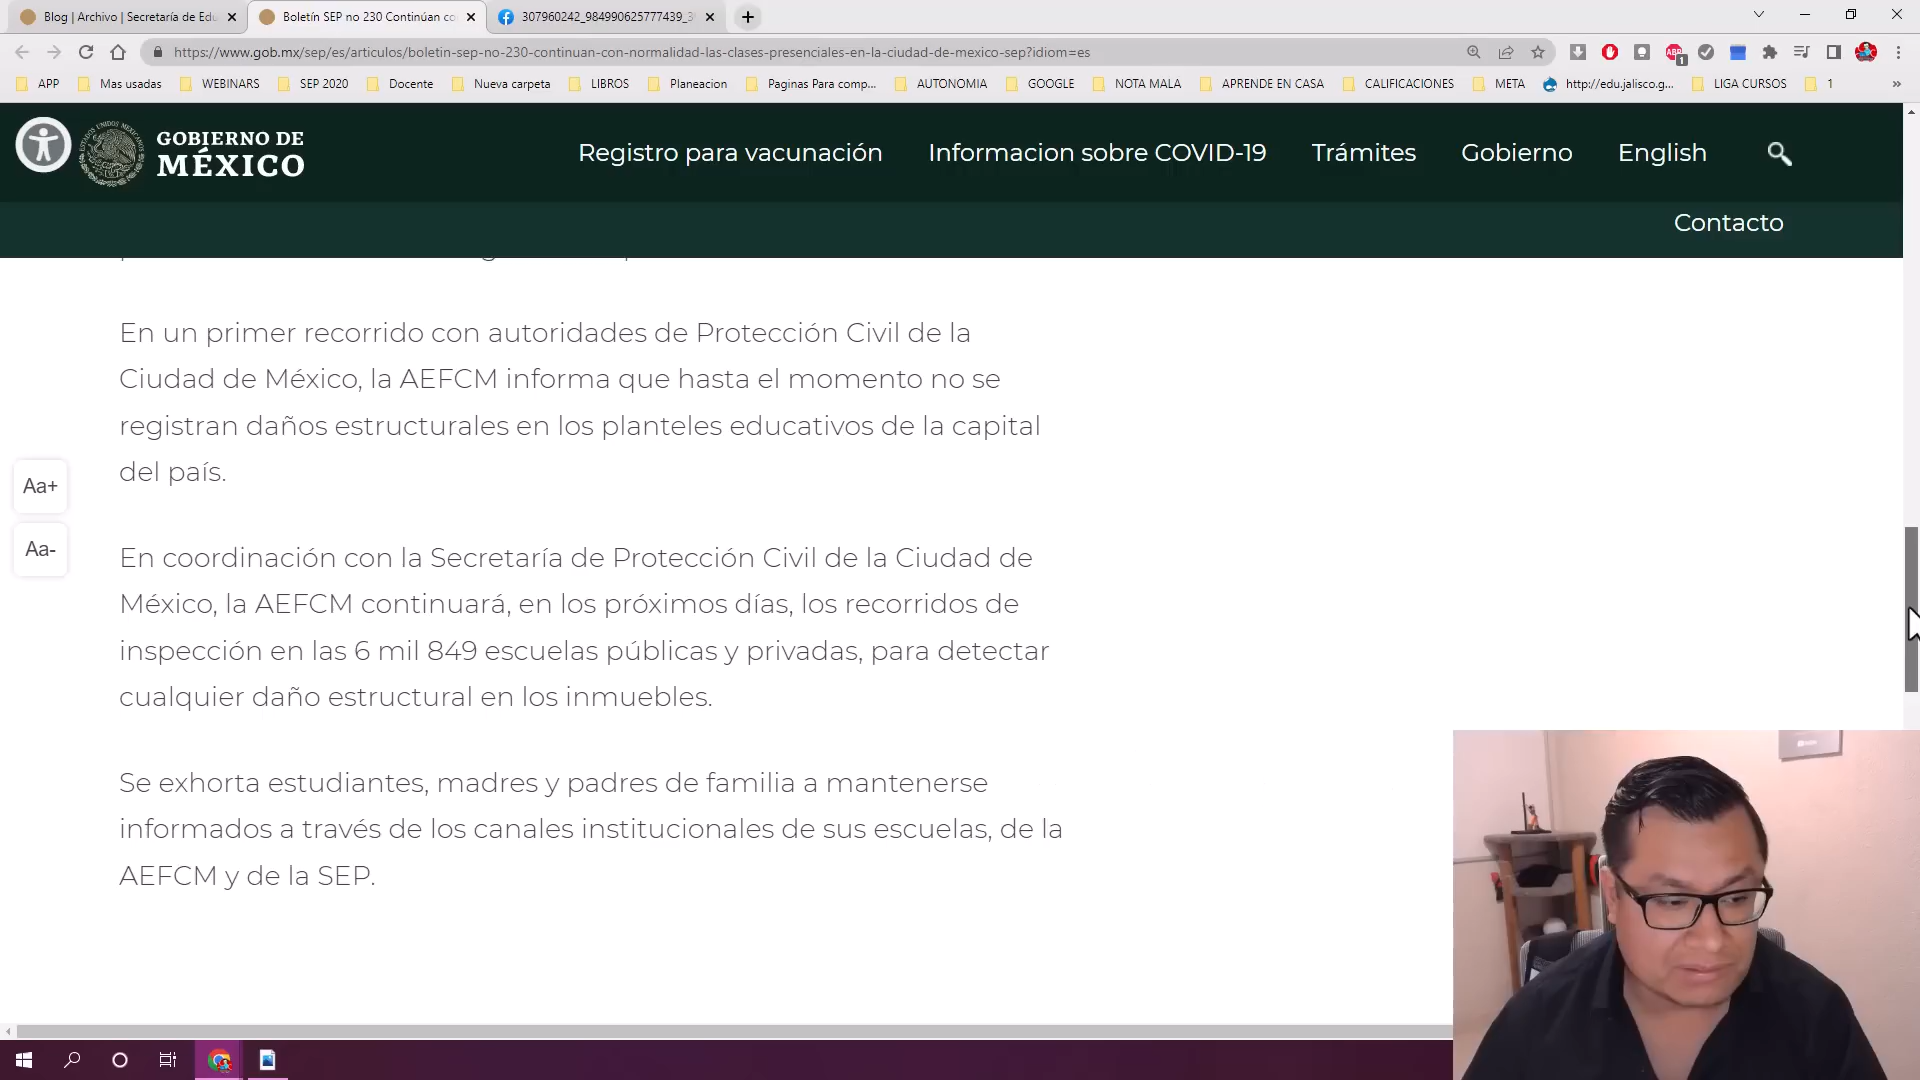 Blog | Archivo | Secretaría de Edu
Boletín SEP no 230 Continúan co
307960242_984990625777439_3
https://www.gob.mx/sep/es/articulos/boletin-sep-no-230-continuan-con-normalidad-las-clases-presenciales-en-la-ciudad-de-mexico-sep?idiom=es
APP
Mas usadas
WEBINARS
SEP 2020
Docente
Nueva carpeta
LIBROS
Planeacion
Paginas Para comp...
AUTONOMIA
GOOGLE
NOTA MALA
APRENDE EN CASA
CALIFICACIONES
META
http://edu.jalisco.g...
LIGA CURSOS
1
»
GOBIERNO DE
MÉXICO
Registro para vacunación
Informacion sobre COVID-19
Trámites
Gobierno
English
Contacto
En un primer recorrido con autoridades de Protección Civil de la
Ciudad de México, la AEFCM informa que hasta el momento no se
registran daños estructurales en los planteles educativos de la capital
del país.
Aa+
Aa-
En coordinación con la Secretaría de Protección Civil de la Ciudad de
México, la AEFCM continuará, en los próximos días, los recorridos de
inspección en las 6 mil 849 escuelas públicas y privadas, para detectar
cualquier daño estructural en los inmuebles.
Se exhorta estudiantes, madres y padres de familia a mantenerse
informados a través de los canales institucionales de sus escuelas, de la
AEFCM y de la SEP.